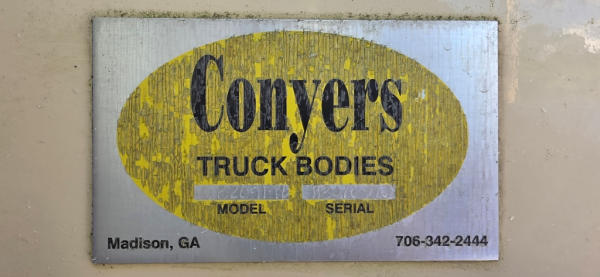 Conyers
TRUCK BODIES
MODEL SERIAL
Madison, GA 706-342-2444